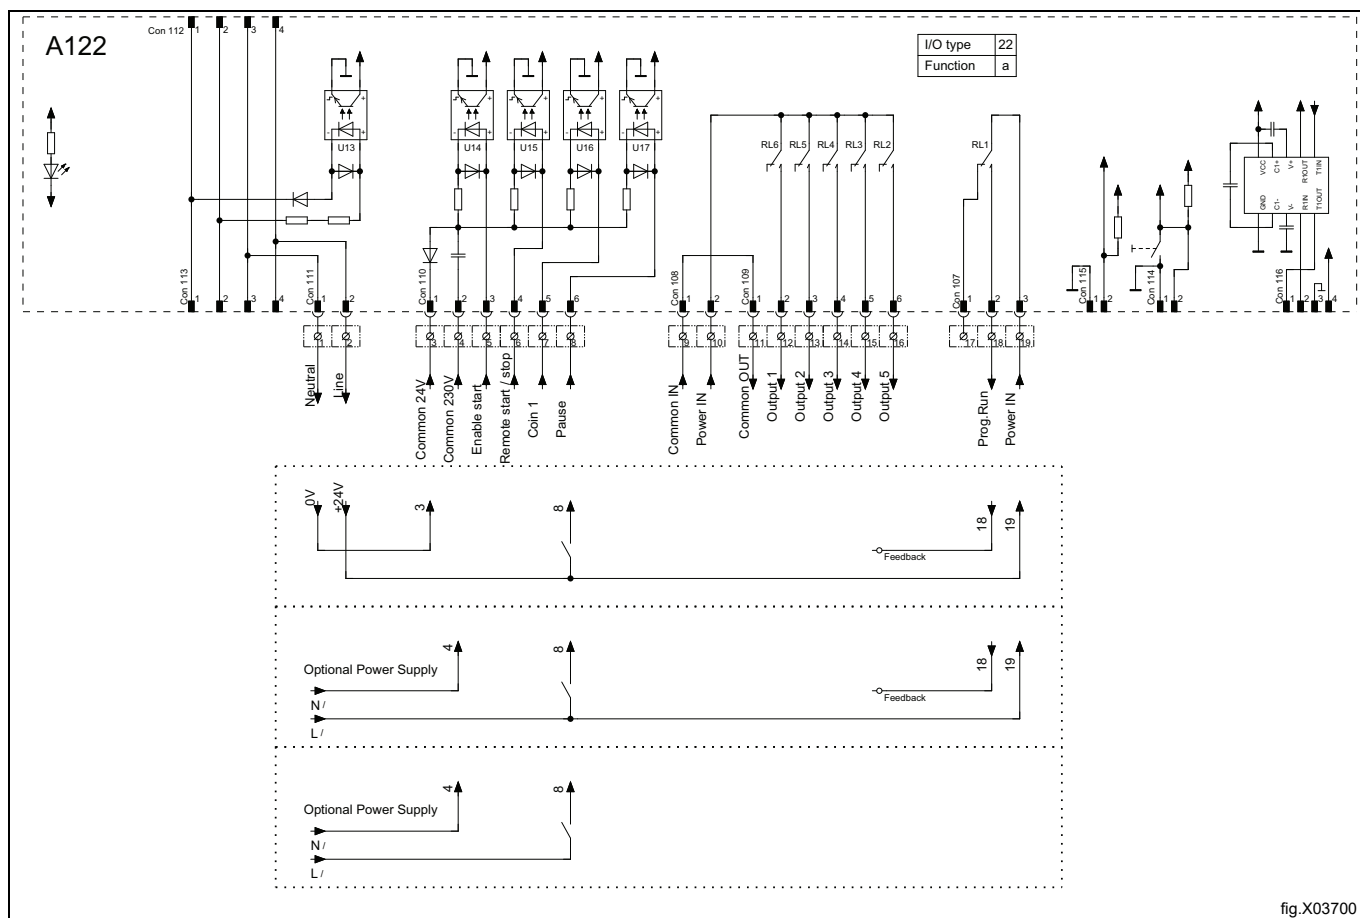 A122
Con 112
1
2
3
4
I/O type 22
Function a
U13
U14
U15
U16
U17
RL6
RL5
RL4
RL3
RL2
RL1
VCC
C1+
V+
R1OUT
T1IN
GND
C1-
V-
R1IN
T1OUT
Con 113
1
2
3
4
Con 111
1
2
Con 110
1
2
3
4
5
6
Con 108
1
2
Con 109
1
2
3
4
5
6
Con 107
1
2
3
Con 115
1
2
Con 114
1
2
Con 116
1
2
3
4
1
2
3
4
5
6
7
8
9
10
11
12
13
14
15
16
17
18
19
Neutral
Line
Common 24V
Common 230V
Enable start
Remote start / stop
Coin 1
Pause
Common IN
Power IN
Common OUT
Output 1
Output 2
Output 3
Output 4
Output 5
Prog.Run
Power IN
0V
+24V
3
8
18
19
Feedback
Optional Power Supply
4
8
18
19
N /
L /
Feedback
Optional Power Supply
4
8
N /
L /
fig.X03700